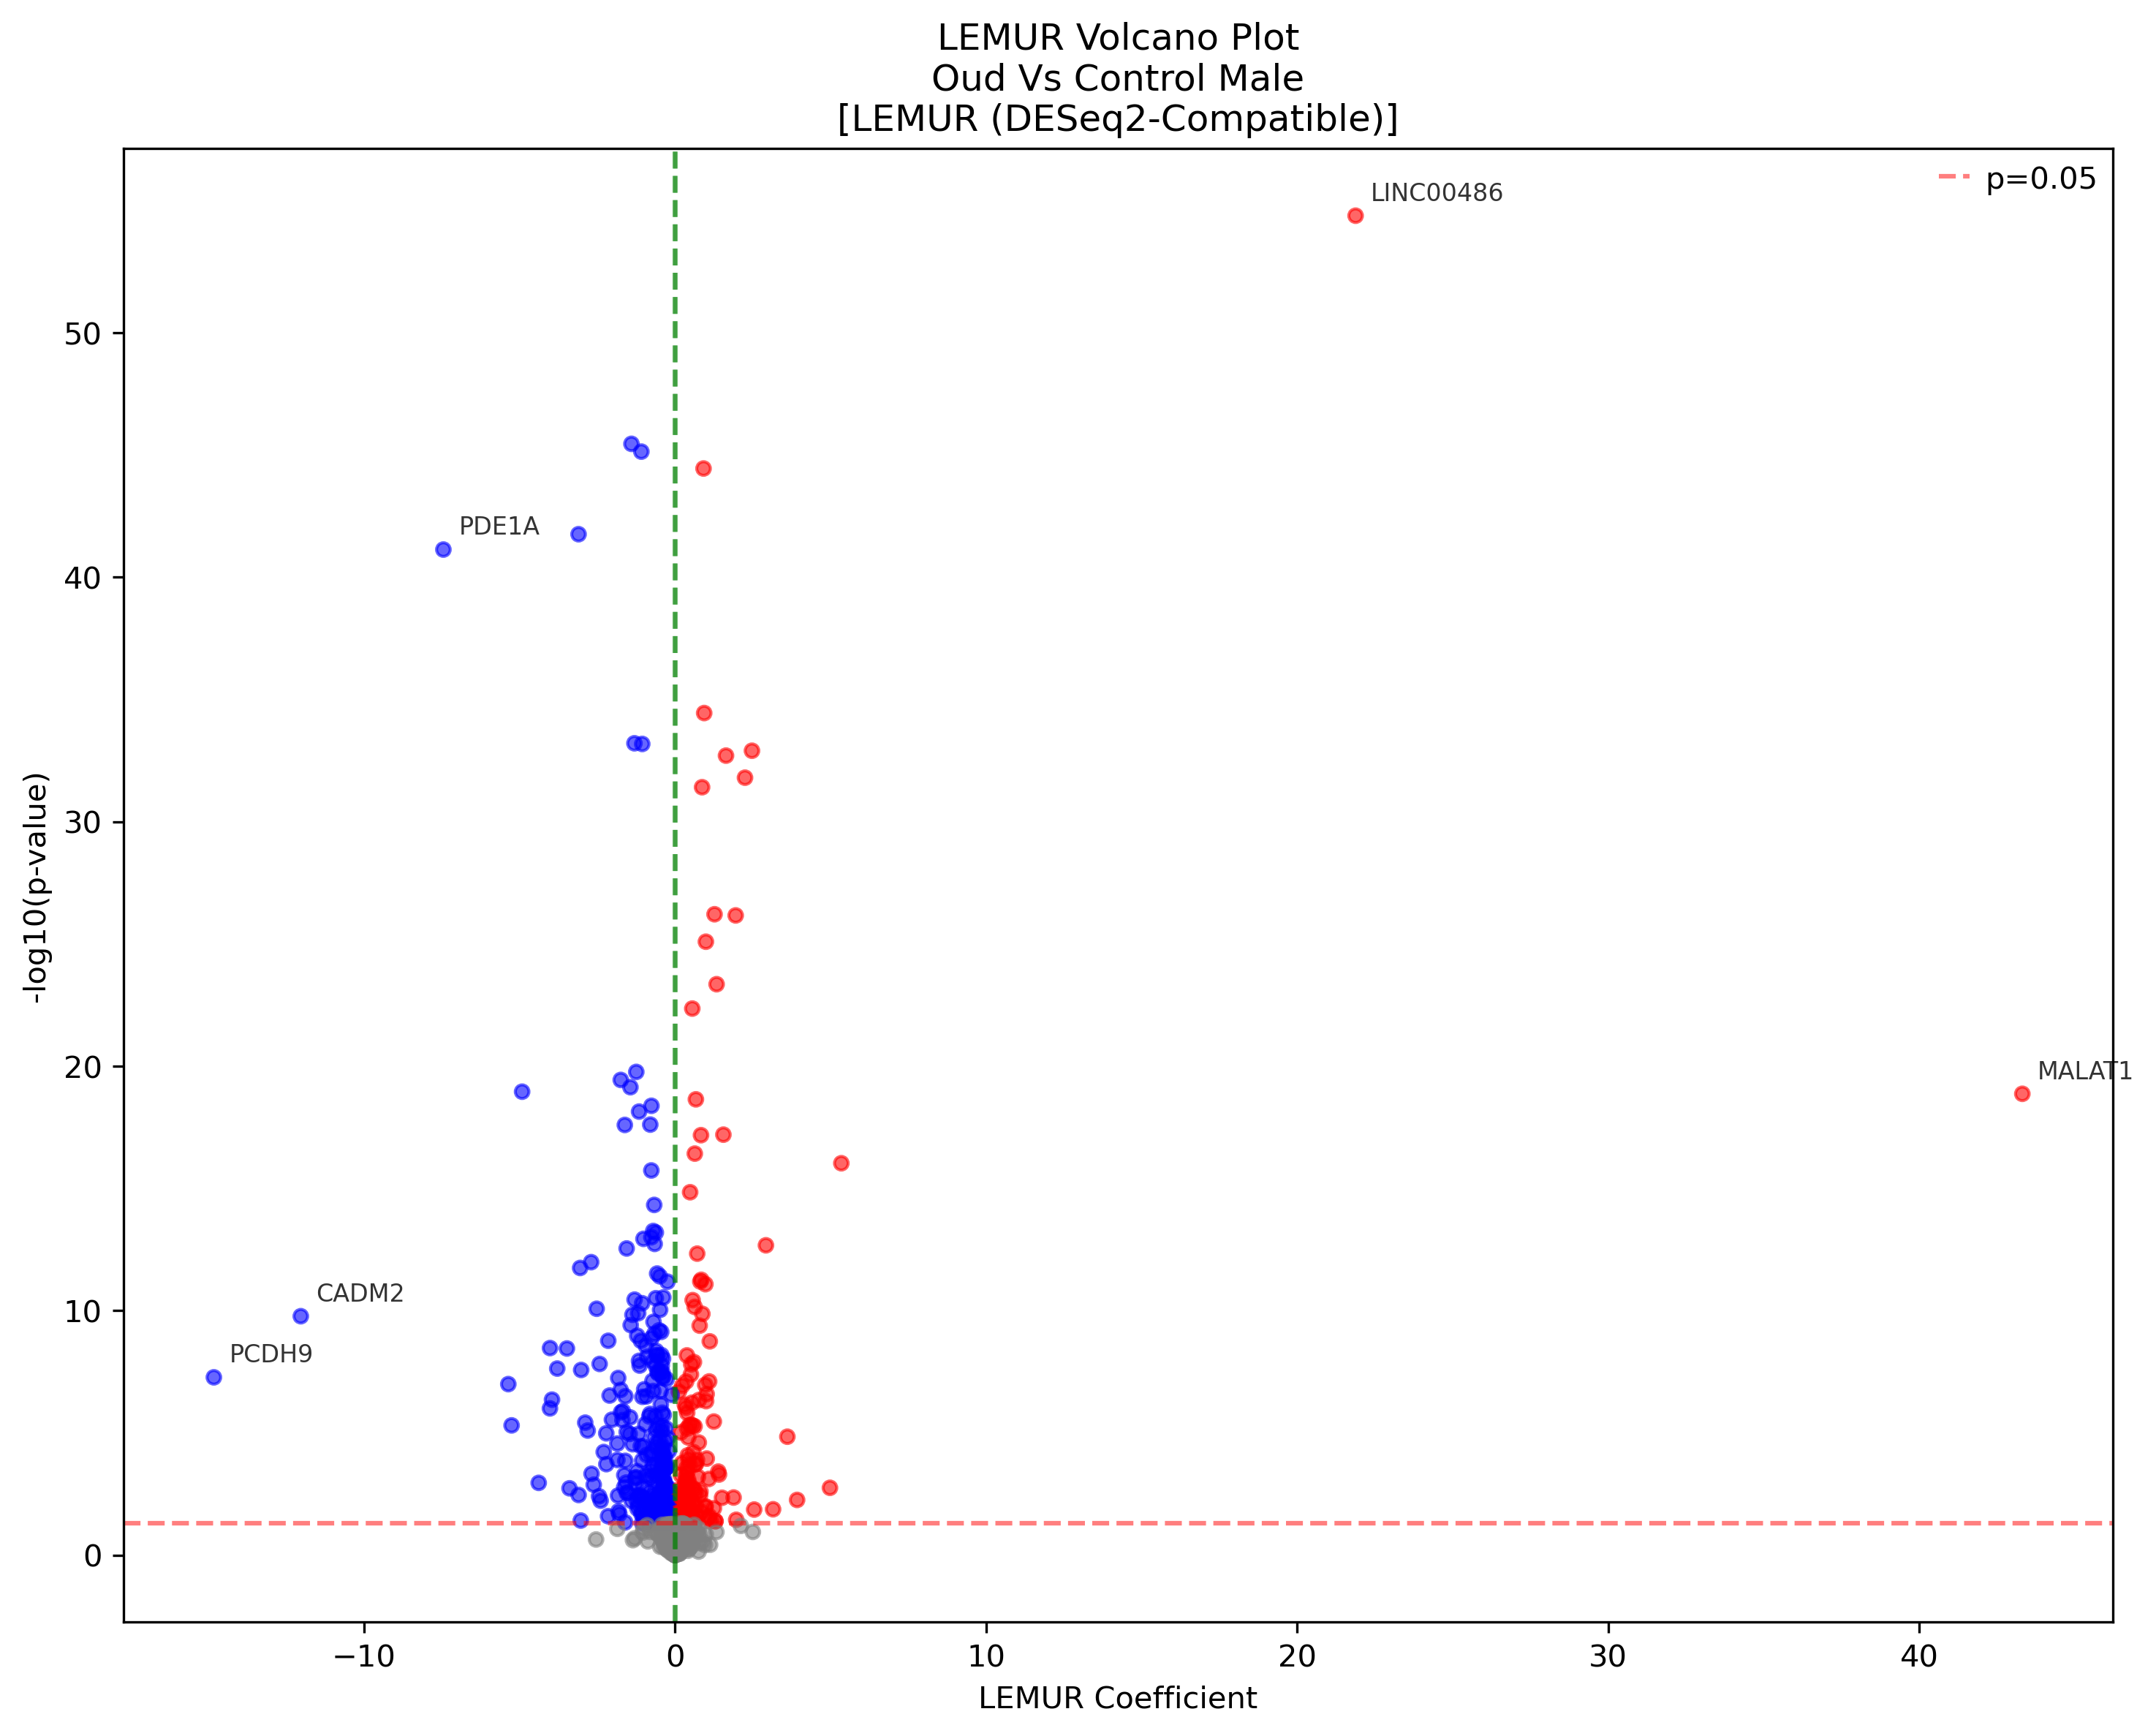 LEMUR Volcano Plot
Oud Vs Control Male
[LEMUR (DESeq2-Compatible)]
p=0.05
LINC00486
PDE1A
MALAT1
CADM2
PCDH9
-log10(p-value)
50
40
30
20
10
0
−10
0
10
20
30
40
LEMUR Coefficient